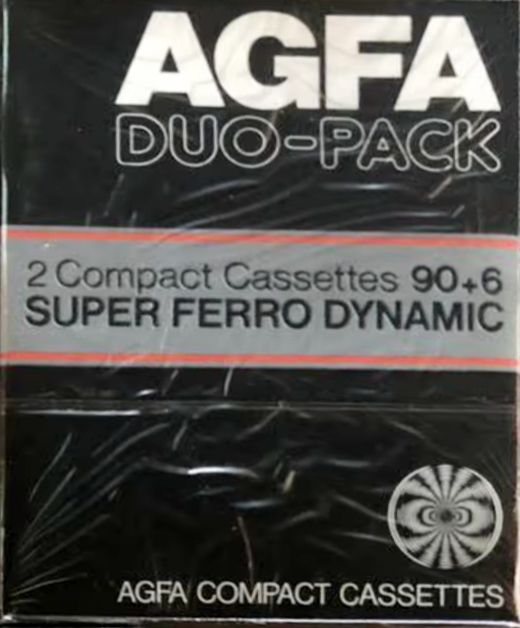 AGFA
DUO-PACK
2 Compact Cassettes 90+6
SUPER FERRO DYNAMIC
AGFA COMPACT CASSETTES